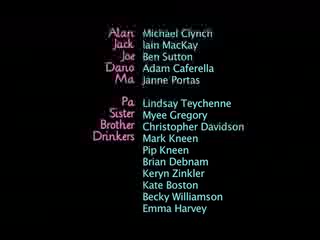 Alan Michael Clynch
Jack Iain MacKay
Joe Ben Sutton
Dano Adam Caferella
Ma Janne Portas
Pa Lindsay Teychenne
Sister Myee Gregory
Brother Christopher Davidson
Drinkers Mark Kneen
Pip Kneen
Brian Debnam
Keryn Zinkler
Kate Boston
Becky Williamson
Emma Harvey